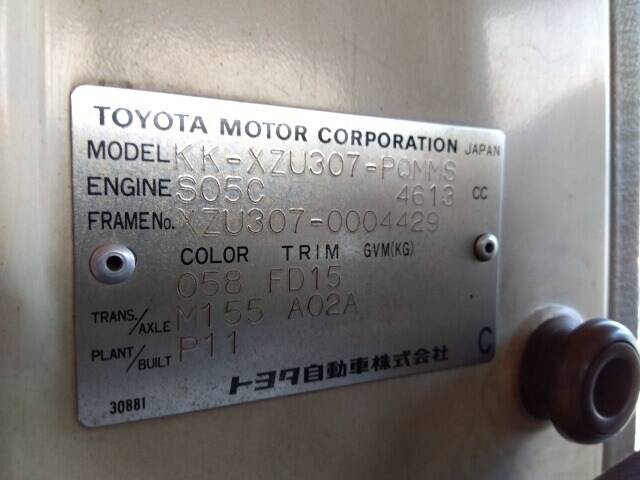 TOYOTA MOTOR CORPORATION JAPAN
MODEL KK-XZU307-PQMMS
ENGINE S05C 4613 CC
FRAME No. XZU307-0004429
COLOR TRIM GVM(KG)
058 FD15
TRANS./AXLE M155 A02A
PLANT/BUILT P11
C
トヨタ自動車株式会社
30881